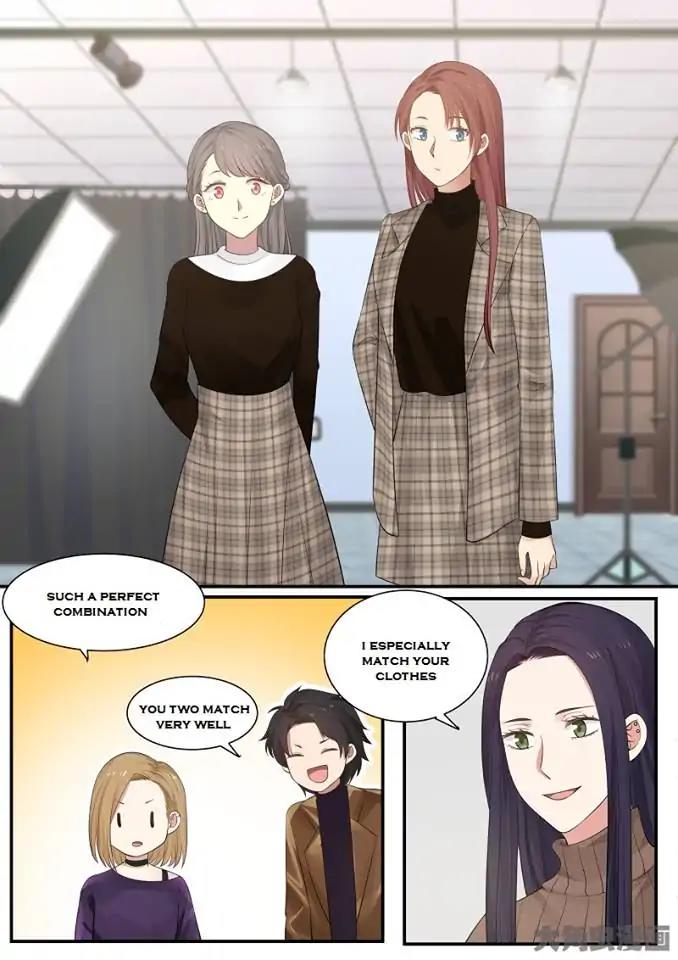 SUCH A PERFECT
COMBINATION
YOU TWO MATCH
VERY WELL
I ESPECIALLY
MATCH YOUR
CLOTHES